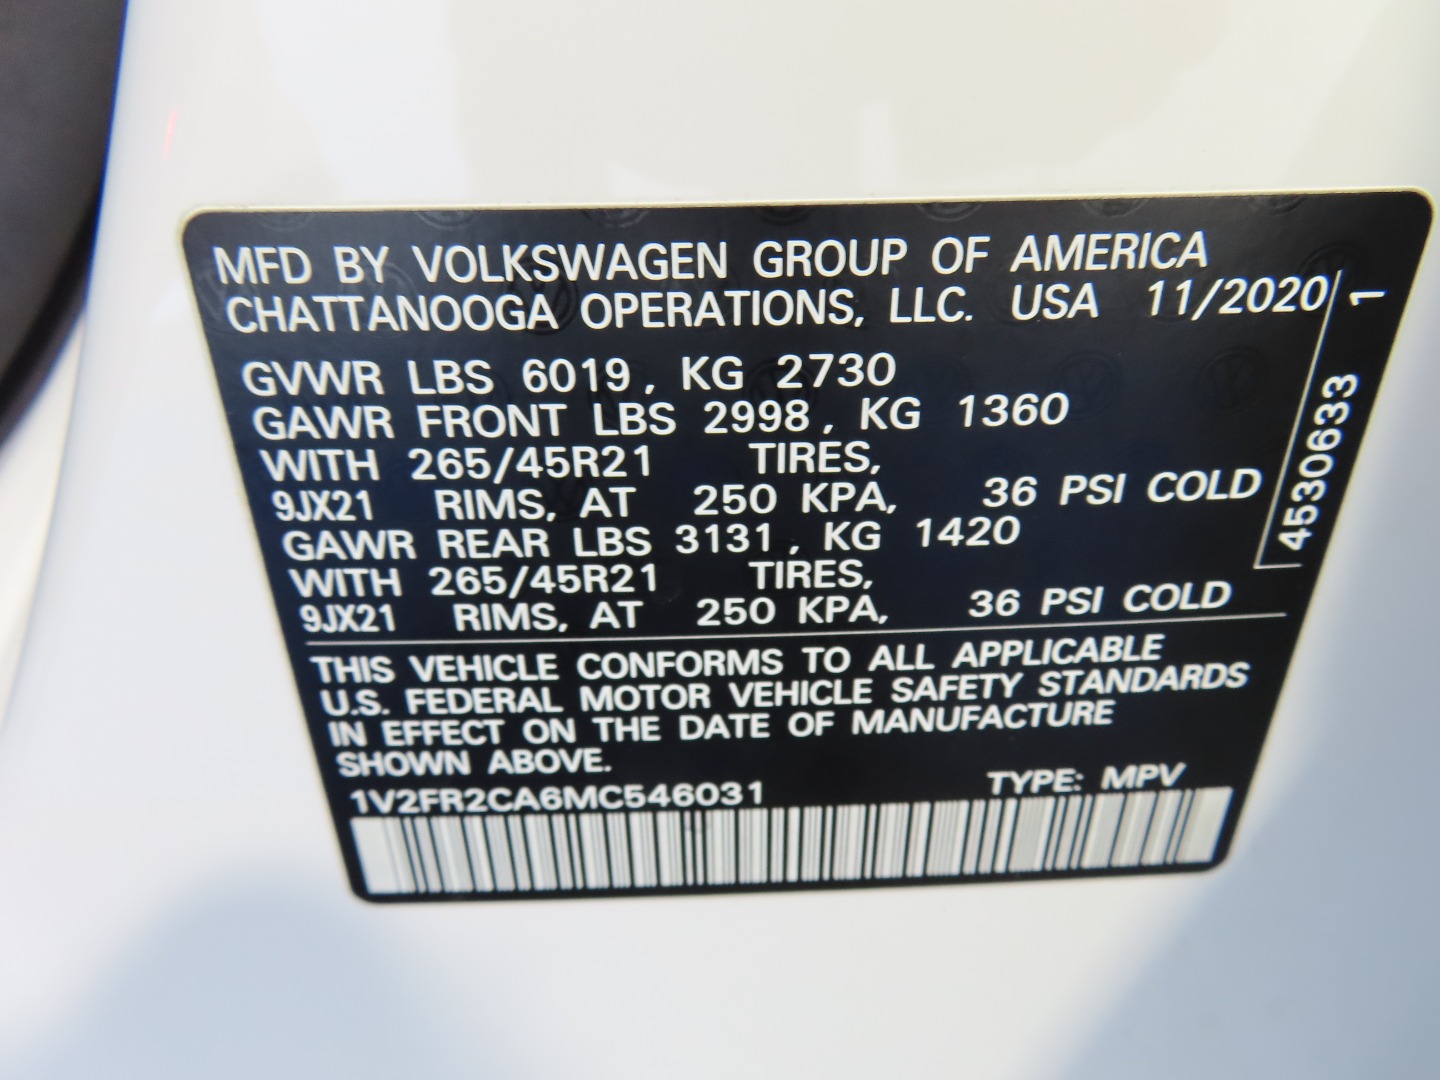 MFD BY VOLKSWAGEN GROUP OF AMERICA
CHATTANOOGA OPERATIONS, LLC. USA 11/2020
GVWR LBS 6019, KG 2730
GAWR FRONT LBS 2998, KG 1360
WITH 265/45R21 TIRES,
9JX21 RIMS, AT 250 KPA, 36 PSI COLD
GAWR REAR LBS 3131, KG 1420
WITH 265/45R21 TIRES,
9JX21 RIMS, AT 250 KPA, 36 PSI COLD
4530633 1
THIS VEHICLE CONFORMS TO ALL APPLICABLE
U.S. FEDERAL MOTOR VEHICLE SAFETY STANDARDS
IN EFFECT ON THE DATE OF MANUFACTURE
SHOWN ABOVE.
1V2FR2CA6MC546031 TYPE: MPV